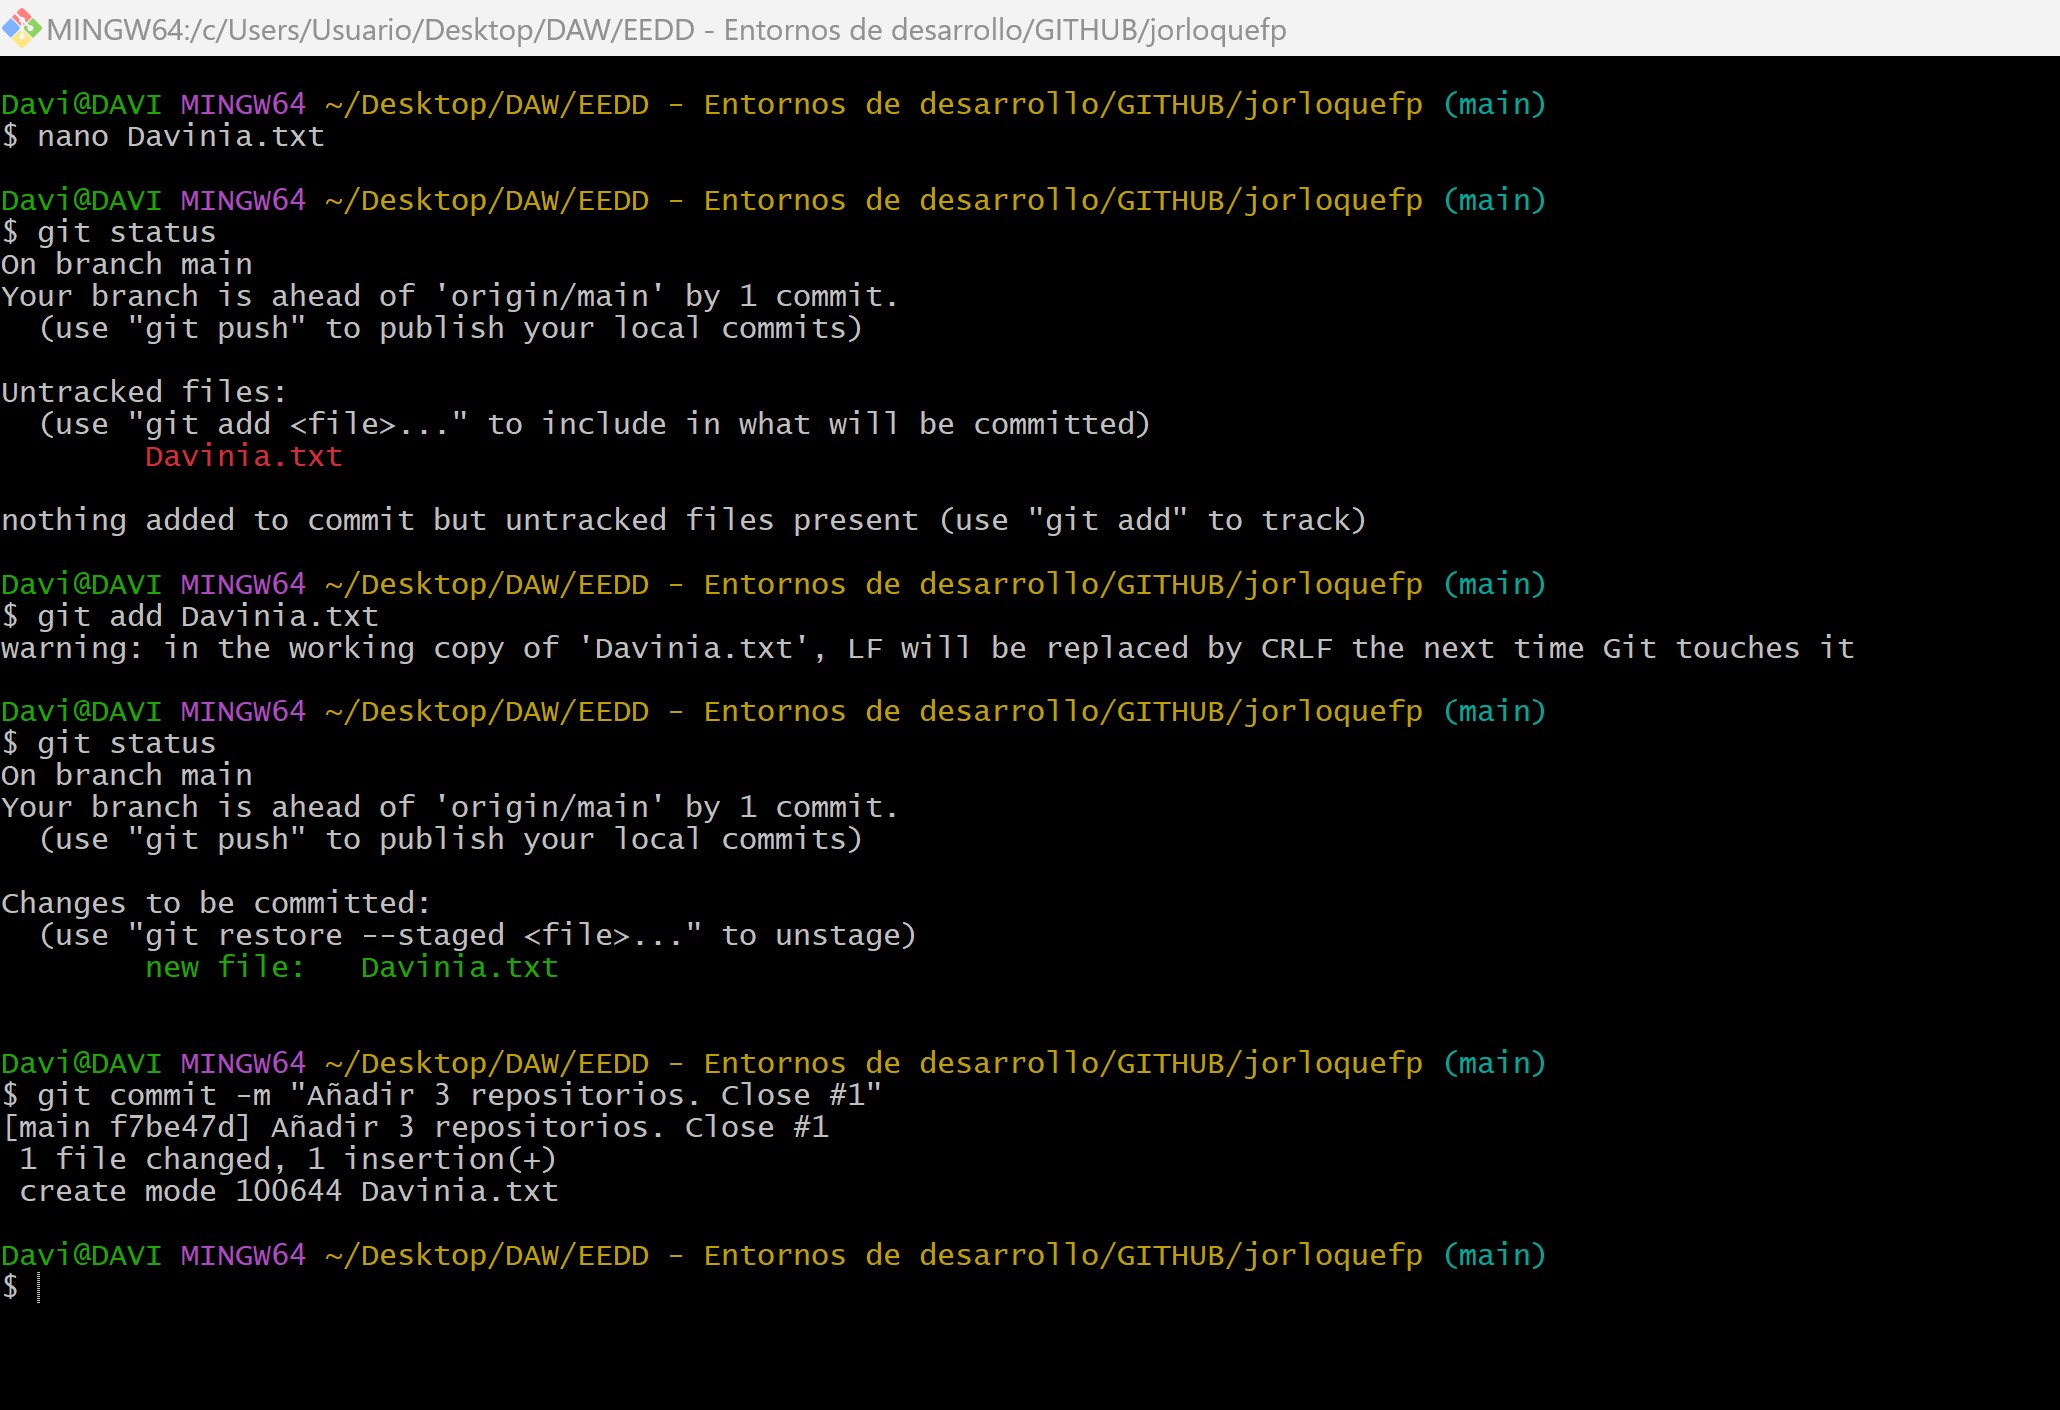 MINGW64:/c/Users/Usuario/Desktop/DAW/EEDD - Entornos de desarrollo/GITHUB/jorloquefp
Davi@DAVI MINGW64 ~/Desktop/DAW/EEDD - Entornos de desarrollo/GITHUB/jorloquefp (main)
$ nano Davinia.txt
Davi@DAVI MINGW64 ~/Desktop/DAW/EEDD - Entornos de desarrollo/GITHUB/jorloquefp (main)
$ git status
On branch main
Your branch is ahead of 'origin/main' by 1 commit.
  (use "git push" to publish your local commits)
Untracked files:
  (use "git add <file>..." to include in what will be committed)
        Davinia.txt
nothing added to commit but untracked files present (use "git add" to track)
Davi@DAVI MINGW64 ~/Desktop/DAW/EEDD - Entornos de desarrollo/GITHUB/jorloquefp (main)
$ git add Davinia.txt
warning: in the working copy of 'Davinia.txt', LF will be replaced by CRLF the next time Git touches it
Davi@DAVI MINGW64 ~/Desktop/DAW/EEDD - Entornos de desarrollo/GITHUB/jorloquefp (main)
$ git status
On branch main
Your branch is ahead of 'origin/main' by 1 commit.
  (use "git push" to publish your local commits)
Changes to be committed:
  (use "git restore --staged <file>..." to unstage)
        new file:   Davinia.txt
Davi@DAVI MINGW64 ~/Desktop/DAW/EEDD - Entornos de desarrollo/GITHUB/jorloquefp (main)
$ git commit -m "Añadir 3 repositorios. Close #1"
[main f7be47d] Añadir 3 repositorios. Close #1
 1 file changed, 1 insertion(+)
 create mode 100644 Davinia.txt
Davi@DAVI MINGW64 ~/Desktop/DAW/EEDD - Entornos de desarrollo/GITHUB/jorloquefp (main)
$